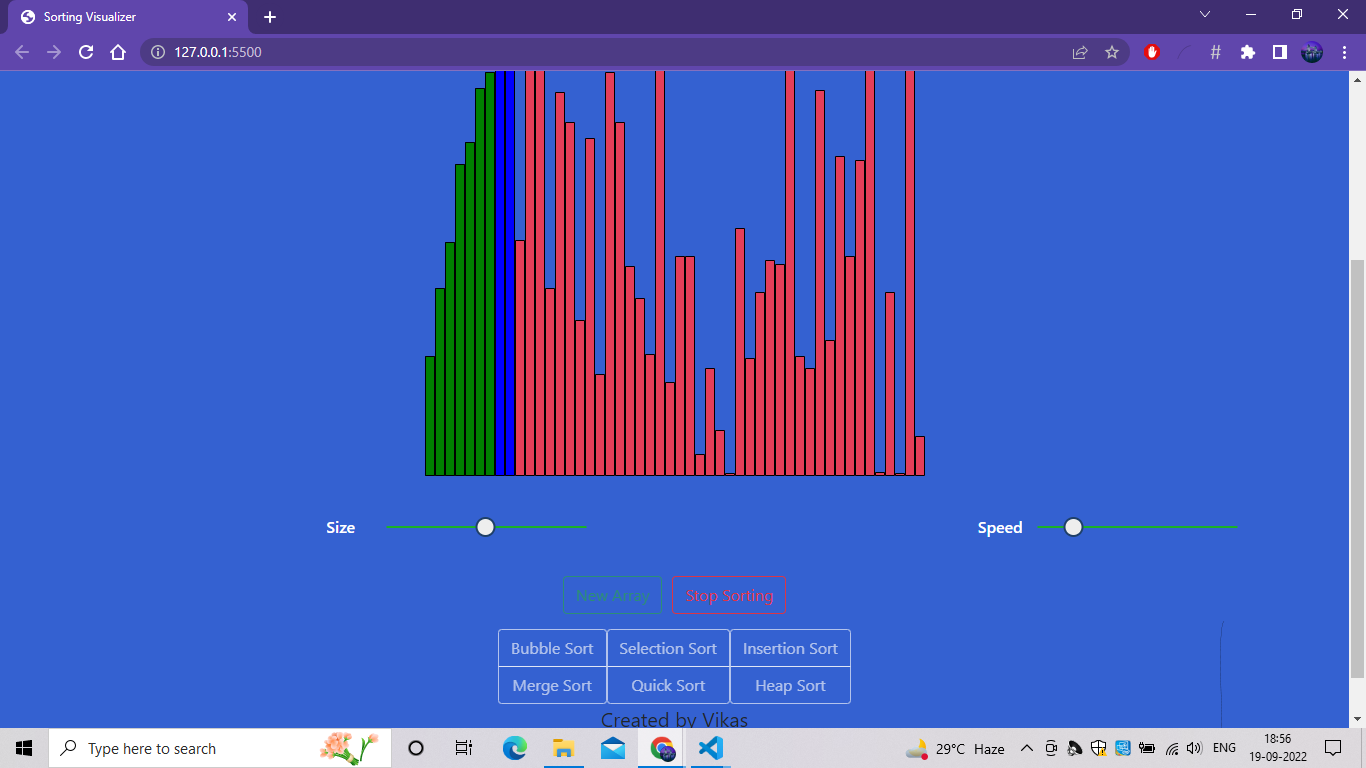 Sorting Visualizer
127.0.0.1:5500
#
Size
Speed
New Array
Stop Sorting
Bubble Sort
Selection Sort
Insertion Sort
Merge Sort
Quick Sort
Heap Sort
Created by Vikas
Type here to search
29°C Haze
ENG
18:56
19-09-2022